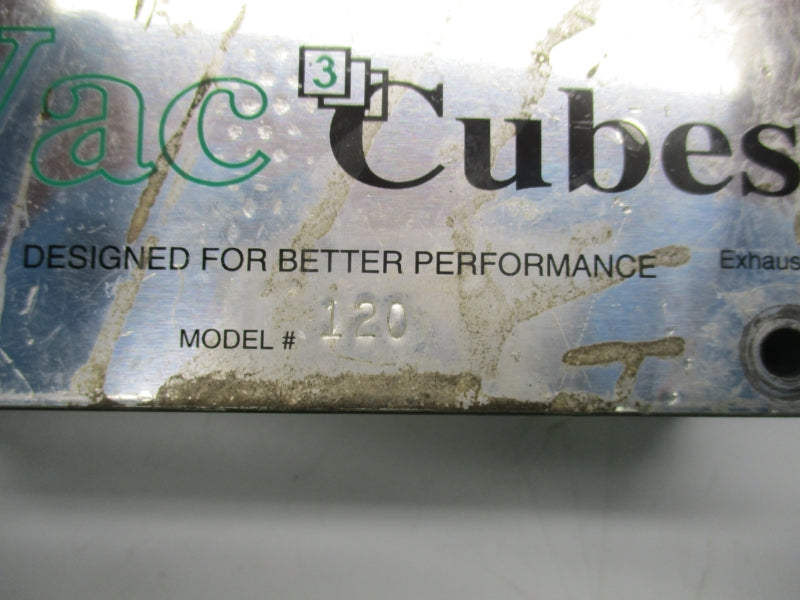 Vac Cubes
3
DESIGNED FOR BETTER PERFORMANCE
Exhaus
MODEL # 120